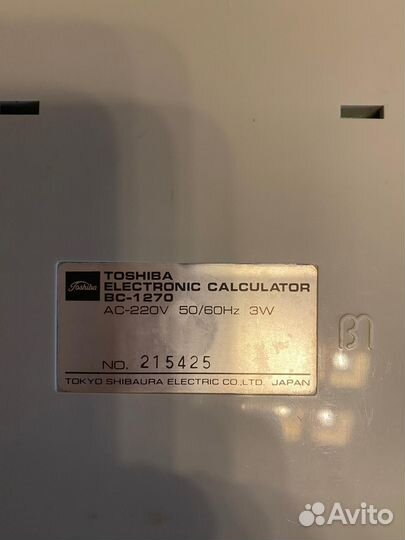 Toshiba
TOSHIBA
ELECTRONIC CALCULATOR
BC-1270
AC-220V 50/60Hz 3W
NO. 215425
TOKYO SHIBAURA ELECTRIC CO.,LTD. JAPAN
Avito